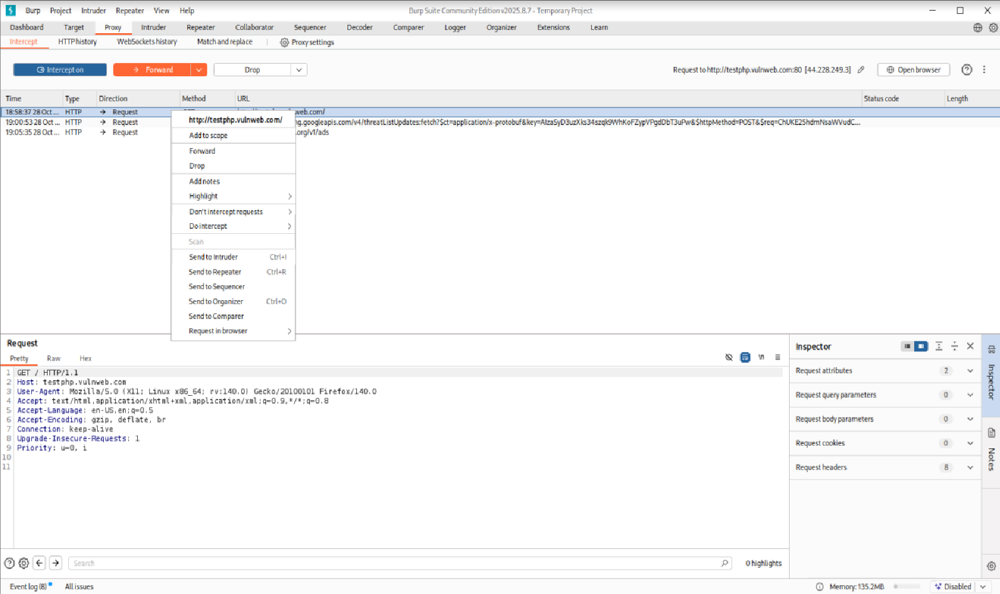 Burp Project Intruder Repeater View Help Burp Suite Community Edition v2025.8.7 - Temporary Project
Dashboard Target Proxy Intruder Repeater Collaborator Sequencer Decoder Comparer Logger Organizer Extensions Learn
Intercept HTTP history WebSockets history Match and replace Proxy settings
Intercept on Forward Drop Request to http://testphp.vulnweb.com:80 [44.228.249.3] Open browser
Time Type Direction Method URL Status code Length
18:58:37 28 Oct ... HTTP → Request web.com/
19:00:53 28 Oct ... HTTP → Request ng.googleapis.com/v4/threatListUpdates:fetch?$ct=application/x-protobuf&key=AIzaSyD3uzXks34szqk9WhKoFZypVPgdDbT3uPw&$httpMethod=POST&$req=ChUKE25hdmNsaWVudC...
19:05:35 28 Oct ... HTTP → Request .org/v1/ads
http://testphp.vulnweb.com/
Add to scope
Forward
Drop
Add notes
Highlight
Don't intercept requests
Do intercept
Scan
Send to Intruder Ctrl+I
Send to Repeater Ctrl+R
Send to Sequencer
Send to Organizer Ctrl+O
Send to Comparer
Request in browser
Request
Pretty Raw Hex
1 GET / HTTP/1.1
2 Host: testphp.vulnweb.com
3 User-Agent: Mozilla/5.0 (X11; Linux x86_64; rv:140.0) Gecko/20100101 Firefox/140.0
4 Accept: text/html,application/xhtml+xml,application/xml;q=0.9,*/*;q=0.8
5 Accept-Language: en-US,en;q=0.5
6 Accept-Encoding: gzip, deflate, br
7 Connection: keep-alive
8 Upgrade-Insecure-Requests: 1
9 Priority: u=0, i
10
11
\n
Inspector
Request attributes 2
Request query parameters 0
Request body parameters 0
Request cookies 0
Request headers 8
Inspector
Notes
Search 0 highlights
Event log (8) All issues Memory: 135.2MB Disabled